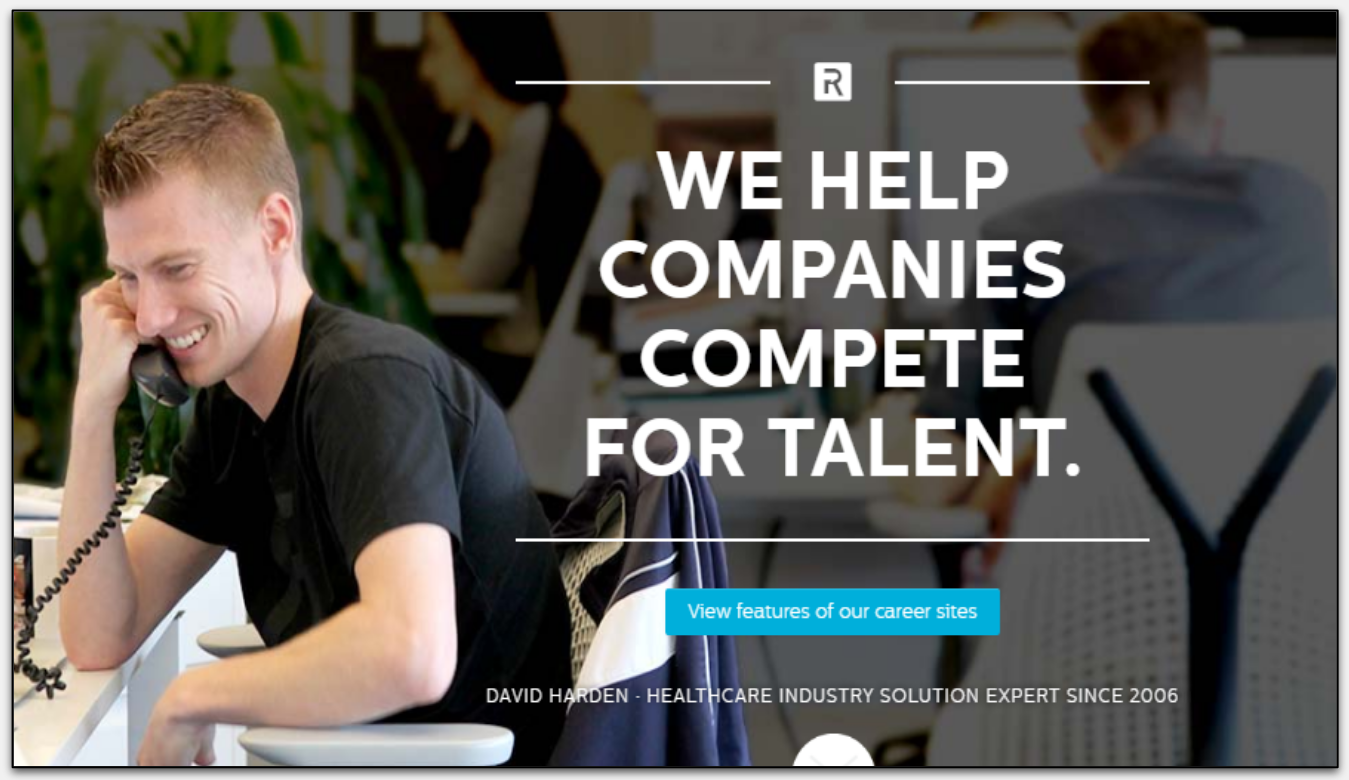 R
WE HELP
COMPANIES
COMPETE
FOR TALENT.
View features of our career sites
DAVID HARDEN - HEALTHCARE INDUSTRY SOLUTION EXPERT SINCE 2006